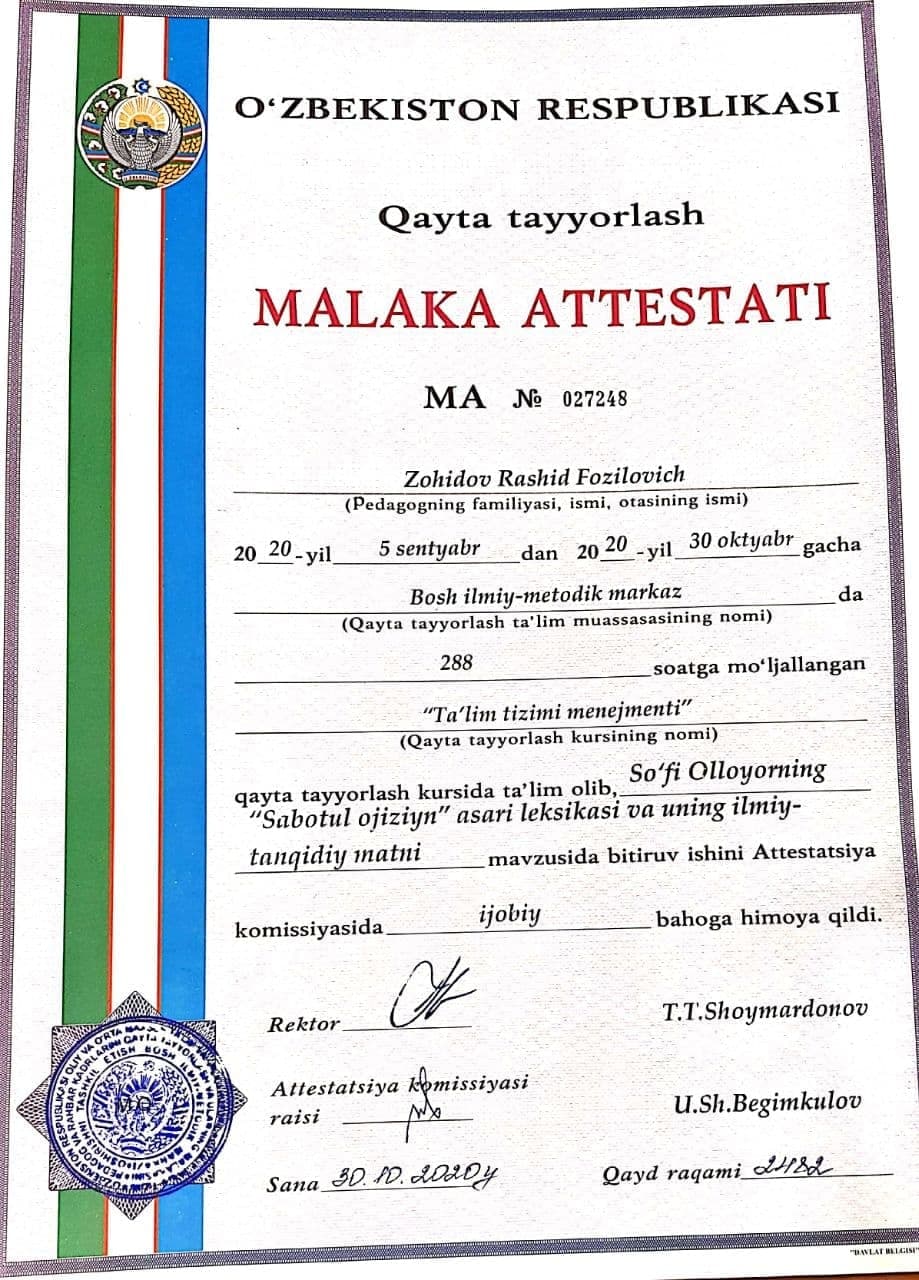 O‘ZBEKISTON RESPUBLIKASI
Qayta tayyorlash
MALAKA ATTESTATI
MA № 027248
Zohidov Rashid Fozilovich
(Pedagogning familiyasi, ismi, otasining ismi)
20 20 -yil 5 sentyabr dan 20 20 -yil 30 oktyabr gacha
Bosh ilmiy-metodik markaz da
(Qayta tayyorlash ta’lim muassasasining nomi)
288 soatga mo‘ljallangan
“Ta’lim tizimi menejmenti”
(Qayta tayyorlash kursining nomi)
qayta tayyorlash kursida ta’lim olib, So‘fi Olloyorning
“Sabotul ojiziyn” asari leksikasi va uning ilmiy-
tanqidiy matni mavzusida bitiruv ishini Attestatsiya
komissiyasida ijobiy bahoga himoya qildi.
Rektor T.T.Shoymardonov
Attestatsiya komissiyasi
raisi U.Sh.Begimkulov
Sana 30.10.2020y Qayd raqami 2482
M.O‘.
"DAVLAT BELGISI"